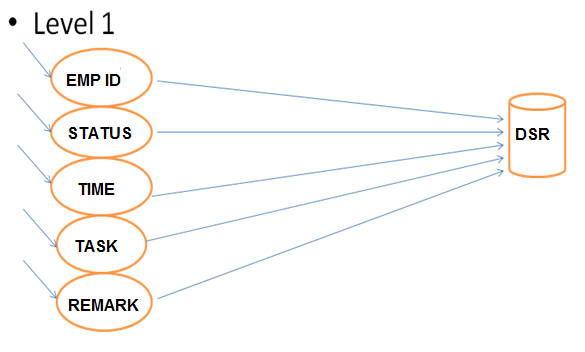 • Level 1
EMP ID
STATUS
DSR
TIME
TASK
REMARK